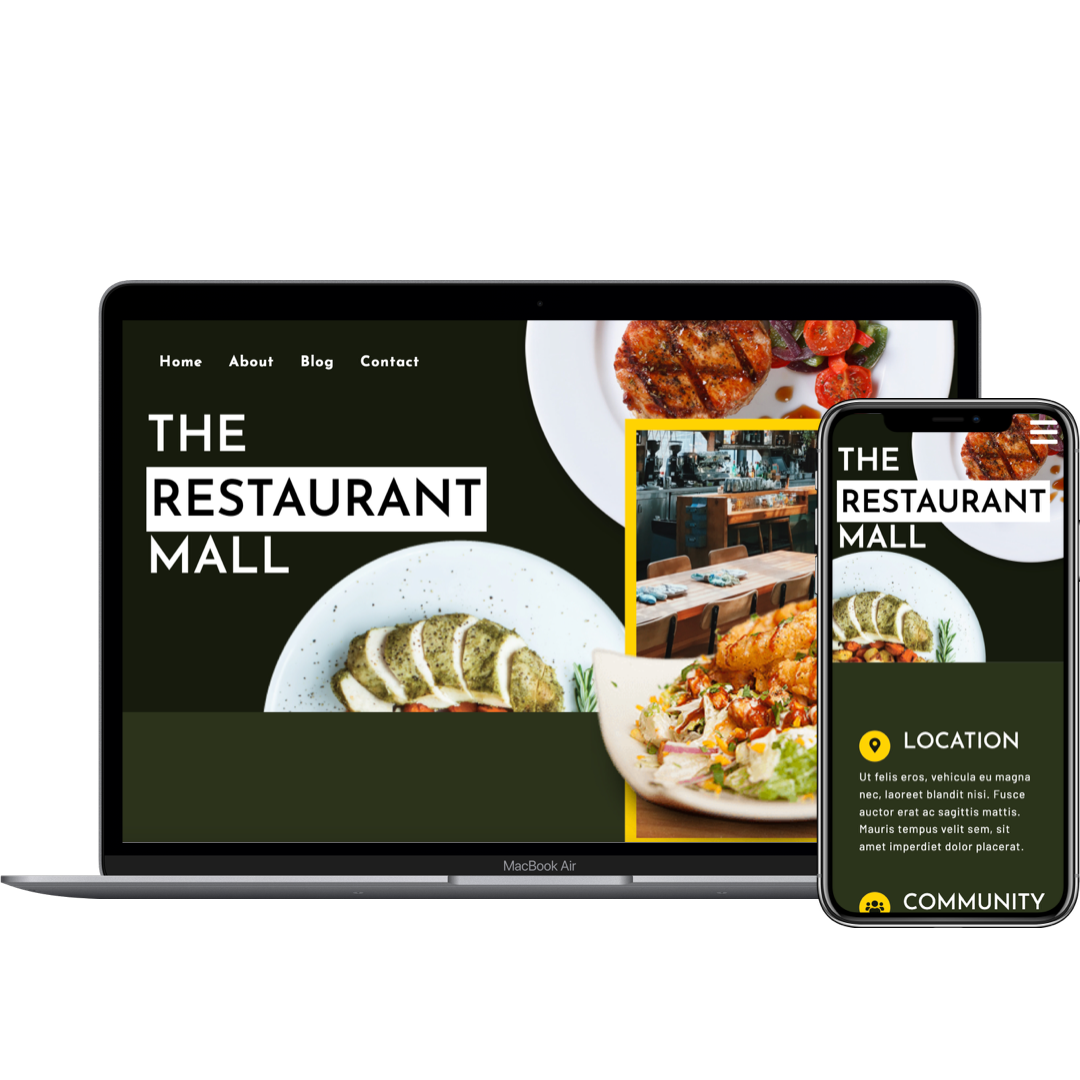 Home About Blog Contact
THE
RESTAURANT
MALL
MacBook Air
THE
RESTAURANT
MALL
LOCATION
Ut felis eros, vehicula eu magna
nec, laoreet blandit nisi. Fusce
auctor erat ac sagittis mattis.
Mauris tempus velit sem, sit
amet imperdiet dolor placerat.
COMMUNITY